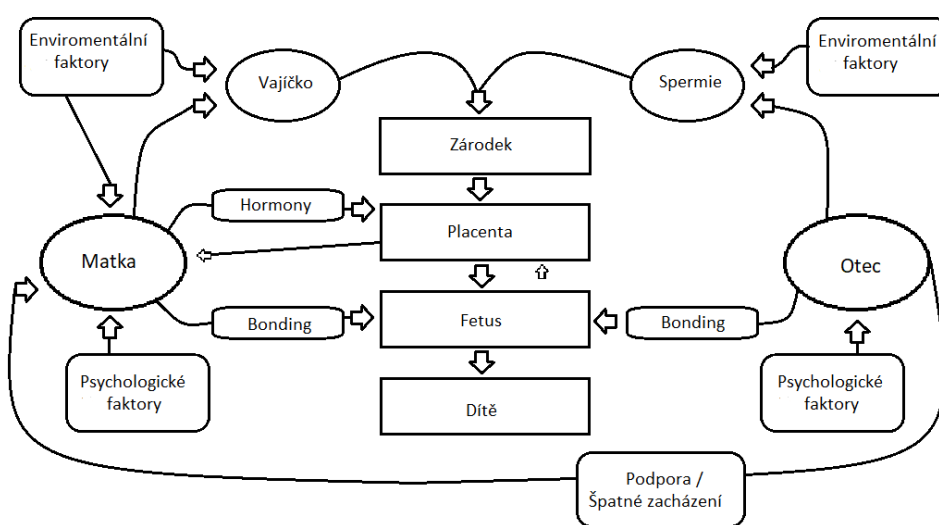 Enviromentální
faktory
Vajíčko
Spermie
Enviromentální
faktory
Zárodek
Hormony
Placenta
Matka
Otec
Bonding
Fetus
Bonding
Psychologické
faktory
Dítě
Psychologické
faktory
Podpora /
Špatné zacházení